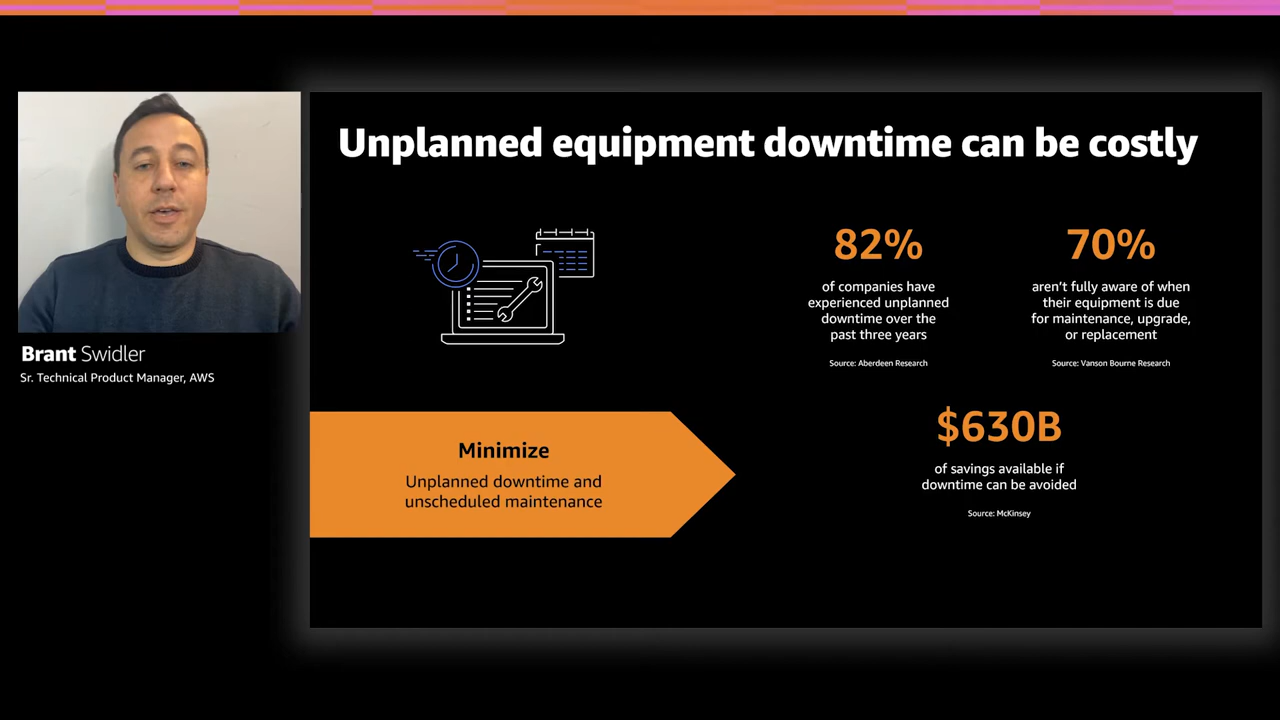 Brant Swidler
Sr. Technical Product Manager, AWS
Unplanned equipment downtime can be costly
82%
of companies have
experienced unplanned
downtime over the
past three years
Source: Aberdeen Research
70%
aren't fully aware of when
their equipment is due
for maintenance, upgrade,
or replacement
Source: Vanson Bourne Research
Minimize
Unplanned downtime and
unscheduled maintenance
$630B
of savings available if
downtime can be avoided
Source: McKinsey